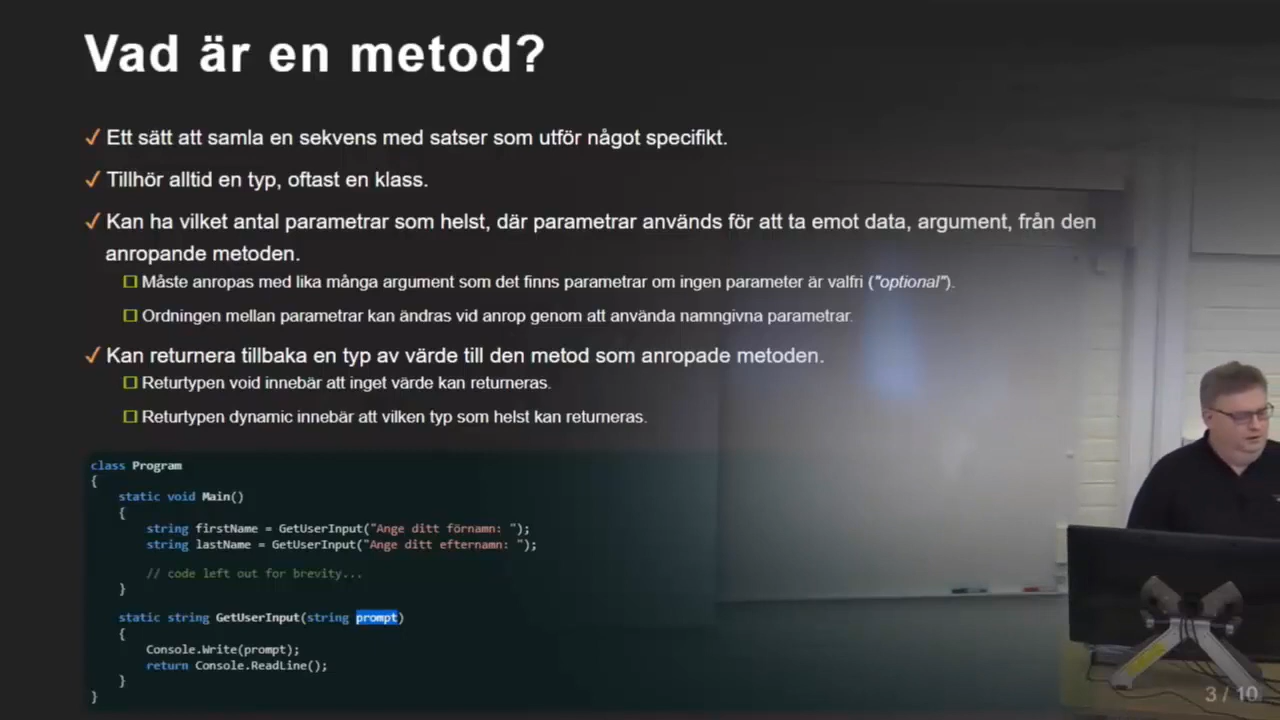 Vad är en metod?
✓ Ett sätt att samla en sekvens med satser som utför något specifikt.
✓ Tillhör alltid en typ, oftast en klass.
✓ Kan ha vilket antal parametrar som helst, där parametrar används för att ta emot data, argument, från den
anropande metoden.
☐ Måste anropas med lika många argument som det finns parametrar om ingen parameter är valfri ("optional").
☐ Ordningen mellan parametrar kan ändras vid anrop genom att använda namngivna parametrar.
✓ Kan returnera tillbaka en typ av värde till den metod som anropade metoden.
☐ Returtypen void innebär att inget värde kan returneras.
☐ Returtypen dynamic innebär att vilken typ som helst kan returneras.
class Program
{
static void Main()
{
string firstName = GetUserInput("Ange ditt förnamn: ");
string lastName = GetUserInput("Ange ditt efternamn: ");
// code left out for brevity...
}
static string GetUserInput(string prompt)
{
Console.Write(prompt);
return Console.ReadLine();
}
}
3 / 10